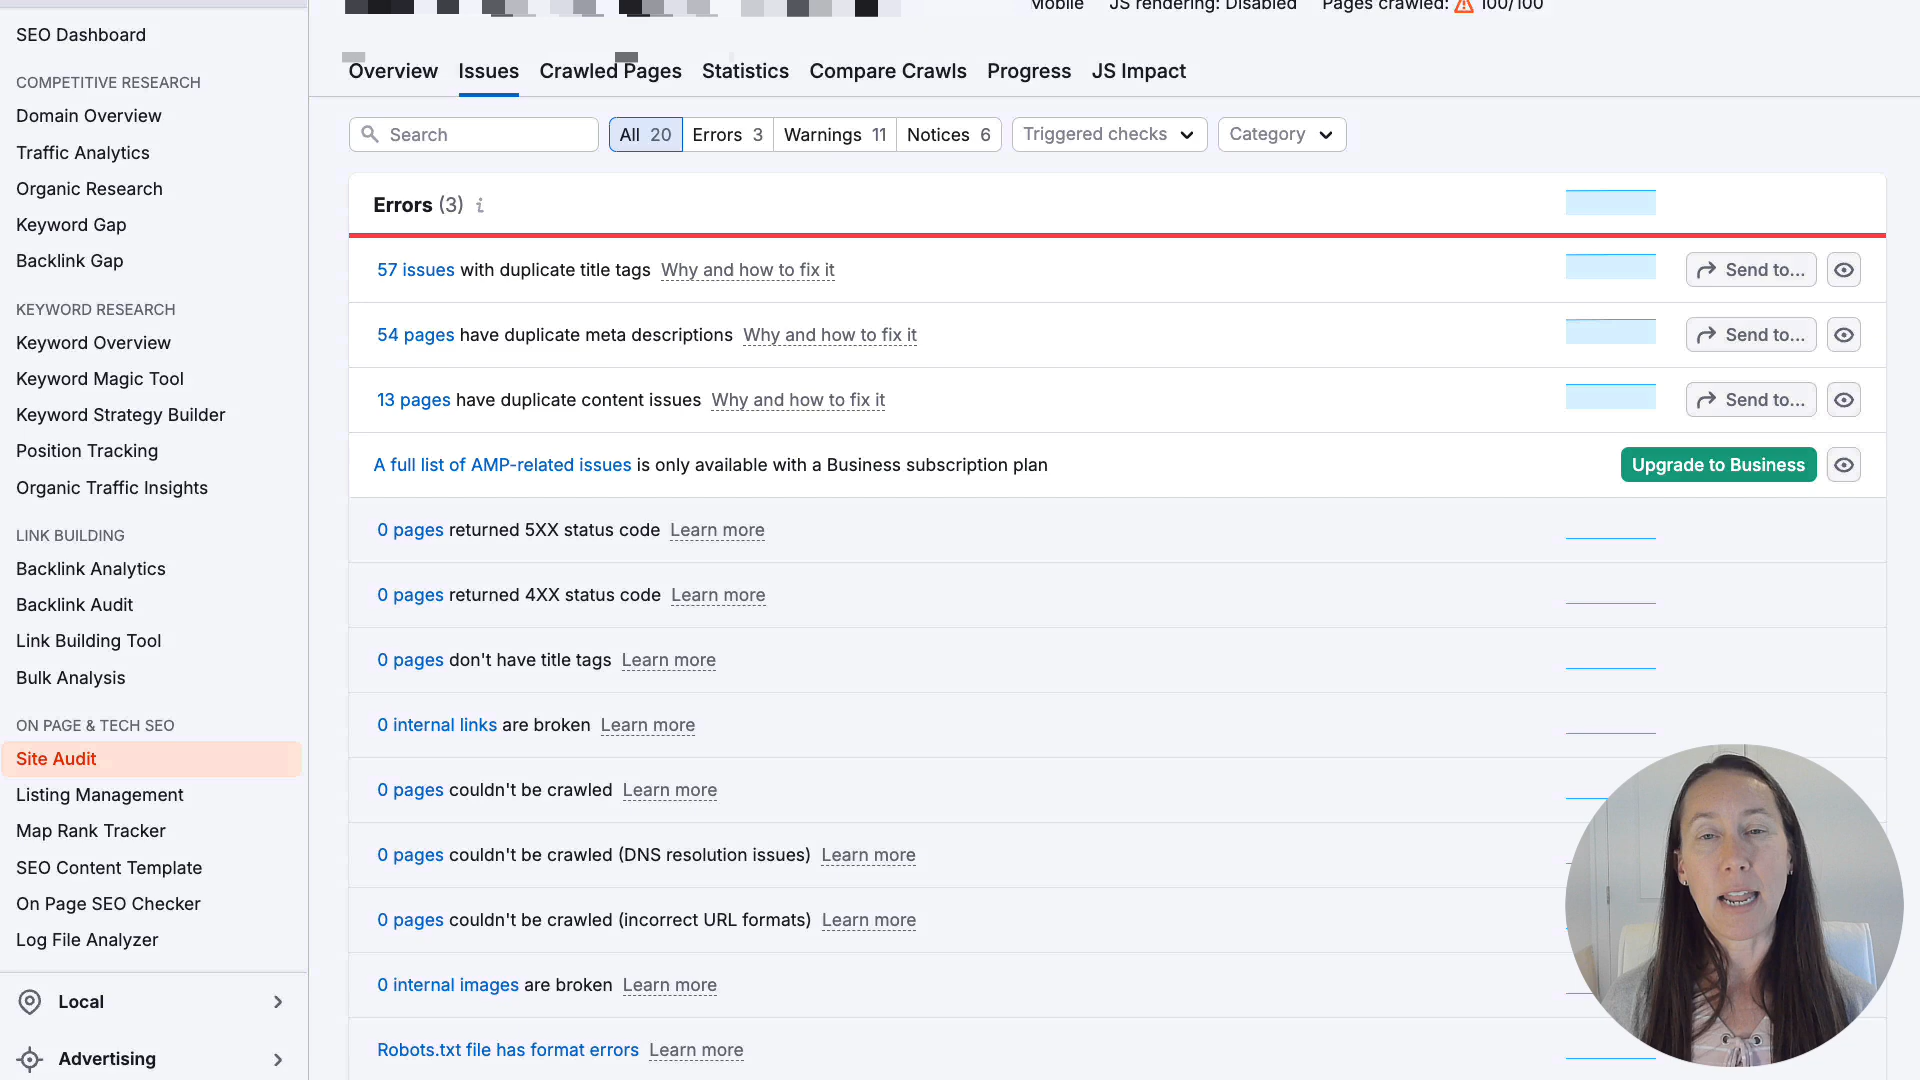 Mobile JS rendering: Disabled Pages crawled: 100/100
SEO Dashboard
COMPETITIVE RESEARCH
Domain Overview
Traffic Analytics
Organic Research
Keyword Gap
Backlink Gap
KEYWORD RESEARCH
Keyword Overview
Keyword Magic Tool
Keyword Strategy Builder
Position Tracking
Organic Traffic Insights
LINK BUILDING
Backlink Analytics
Backlink Audit
Link Building Tool
Bulk Analysis
ON PAGE & TECH SEO
Site Audit
Listing Management
Map Rank Tracker
SEO Content Template
On Page SEO Checker
Log File Analyzer
Local
Advertising
Overview Issues Crawled Pages Statistics Compare Crawls Progress JS Impact
Search All 20 Errors 3 Warnings 11 Notices 6 Triggered checks Category
Errors (3) i
57 issues with duplicate title tags Why and how to fix it Send to...
54 pages have duplicate meta descriptions Why and how to fix it Send to...
13 pages have duplicate content issues Why and how to fix it Send to...
A full list of AMP-related issues is only available with a Business subscription plan Upgrade to Business
0 pages returned 5XX status code Learn more
0 pages returned 4XX status code Learn more
0 pages don't have title tags Learn more
0 internal links are broken Learn more
0 pages couldn't be crawled Learn more
0 pages couldn't be crawled (DNS resolution issues) Learn more
0 pages couldn't be crawled (incorrect URL formats) Learn more
0 internal images are broken Learn more
Robots.txt file has format errors Learn more